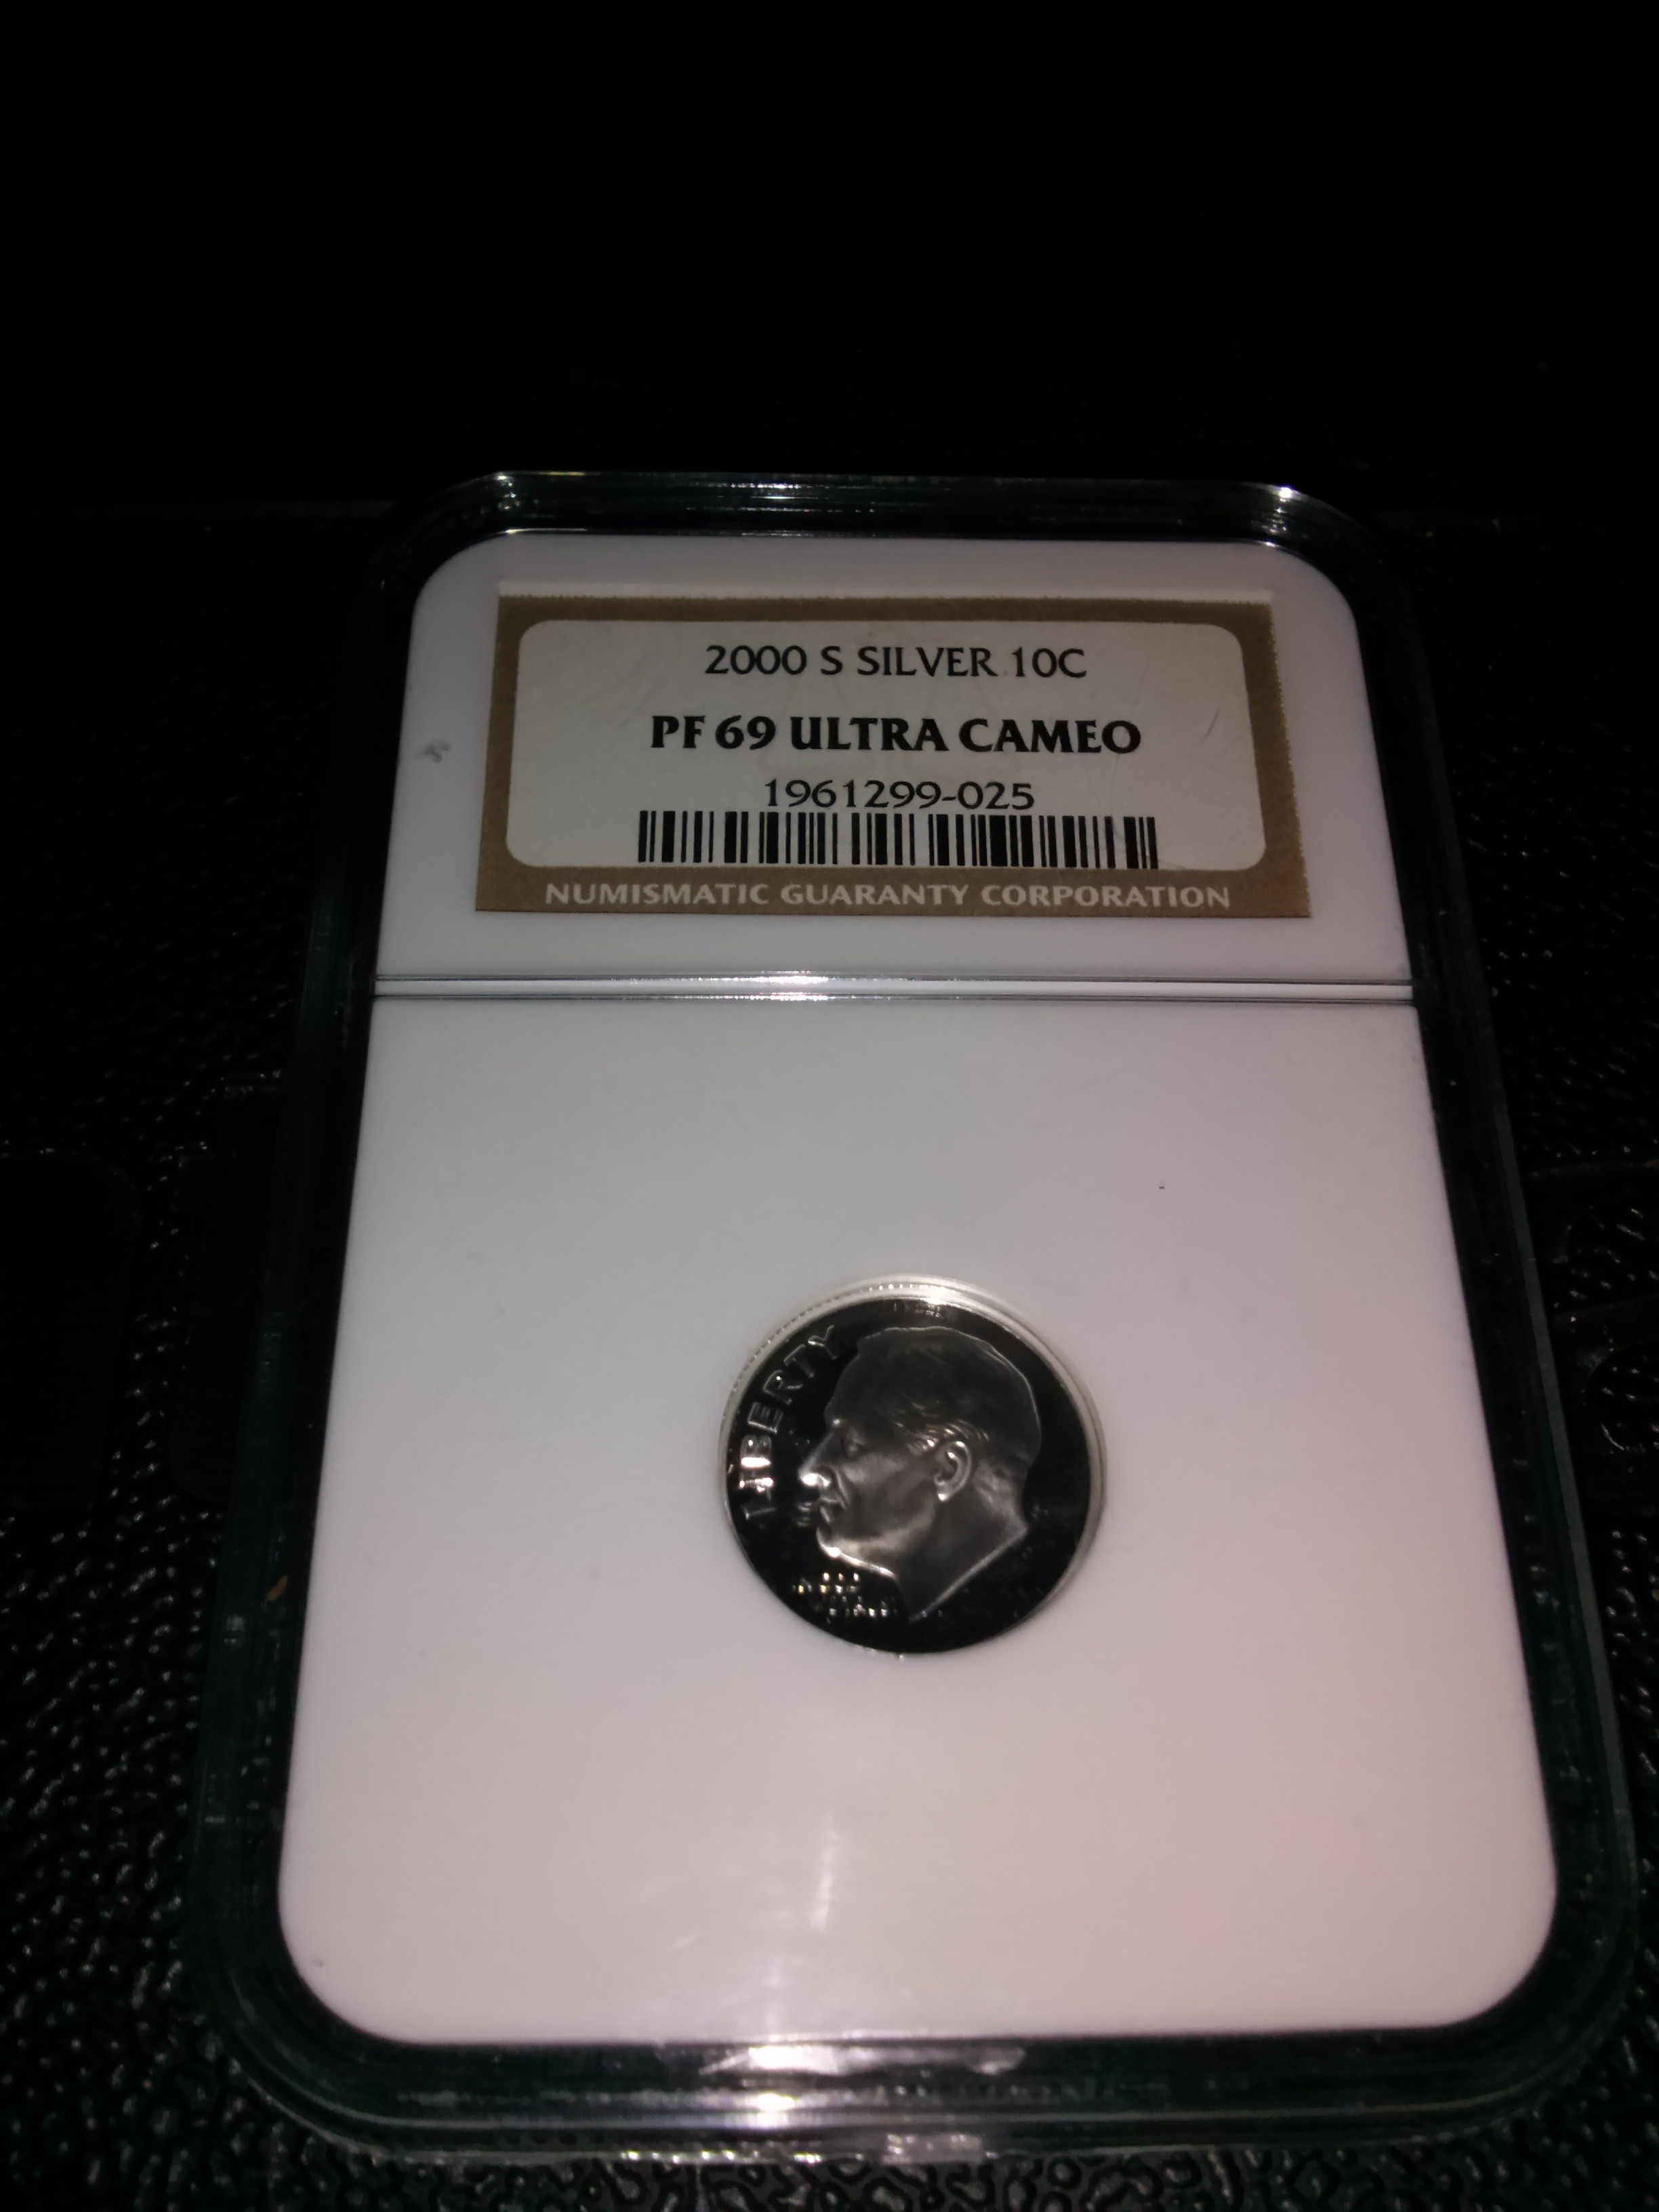 2000 S SILVER 10C
PF 69 ULTRA CAMEO
1961299-025
NUMISMATIC GUARANTY CORPORATION
LIBERTY